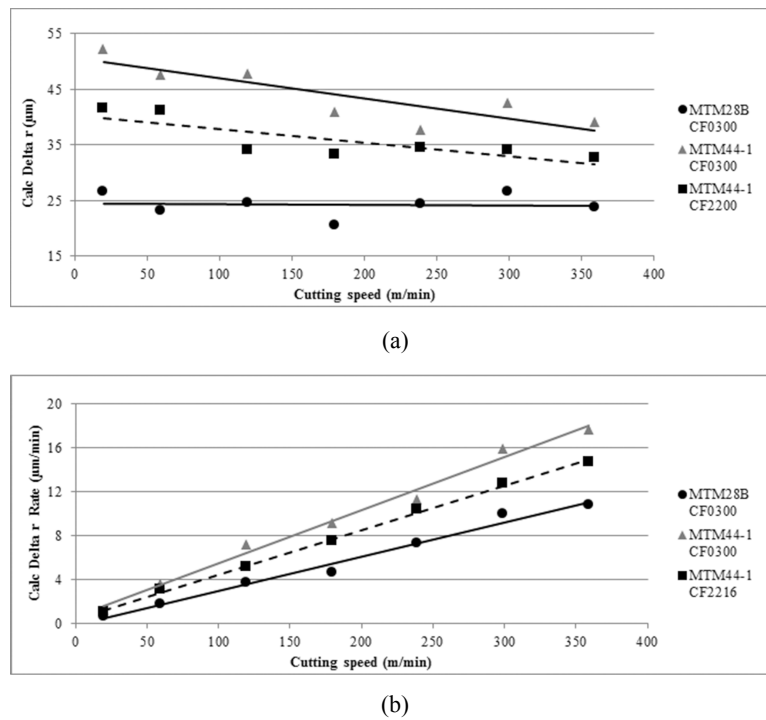 55
45
35
25
15
Calc Delta r (µm)
0 50 100 150 200 250 300 350 400
Cutting speed (m/min)
MTM28B
CF0300
MTM44-1
CF0300
MTM44-1
CF2200
(a)
20
16
12
8
4
0
Calc Delta r Rate (µm/min)
0 50 100 150 200 250 300 350 400
Cutting speed (m/min)
MTM28B
CF0300
MTM44-1
CF0300
MTM44-1
CF2216
(b)